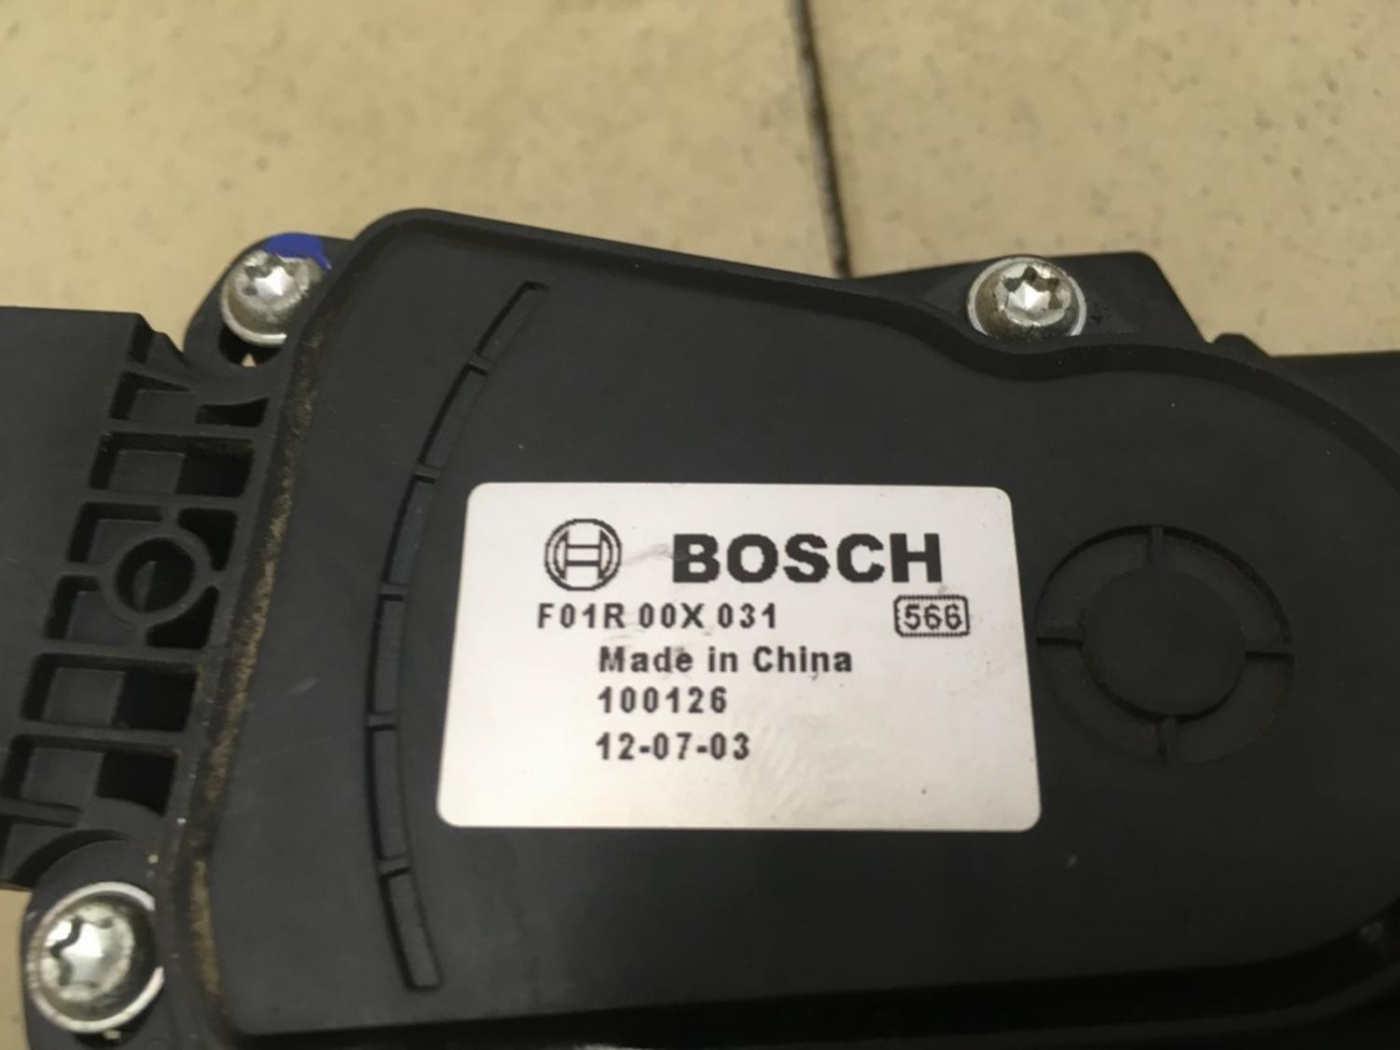 BOSCH
F01R 00X 031 566
Made in China
100126
12-07-03